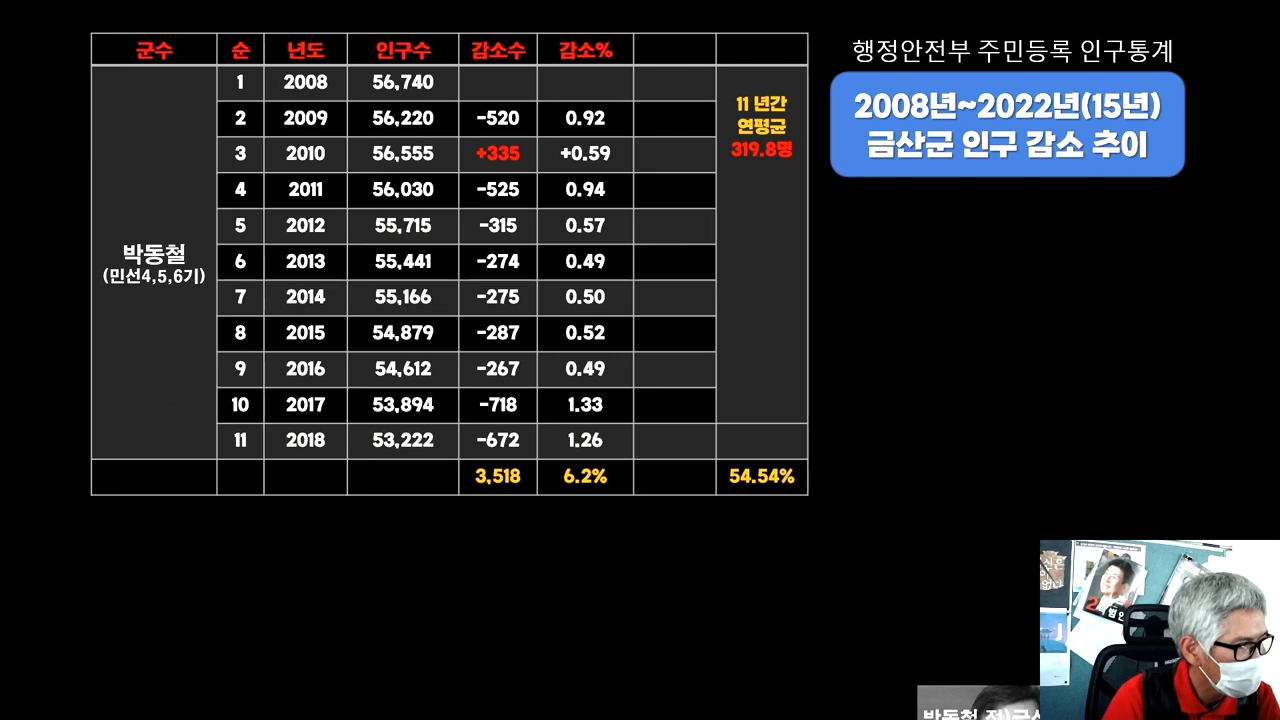 군수 순 년도 인구수 감소수 감소%
1 2008 56,740
2 2009 56,220 -520 0.92
3 2010 56,555 +335 +0.59
4 2011 56,030 -525 0.94
5 2012 55,715 -315 0.57
6 2013 55,441 -274 0.49
7 2014 55,166 -275 0.50
8 2015 54,879 -287 0.52
9 2016 54,612 -267 0.49
10 2017 53,894 -718 1.33
11 2018 53,222 -672 1.26
3,518 6.2% 54.54%
박동철
(민선4,5,6기)
11 년간
연평균
319.8명
행정안전부 주민등록 인구통계
2008년~2022년(15년)
금산군 인구 감소 추이
없다
2
박동철 전)